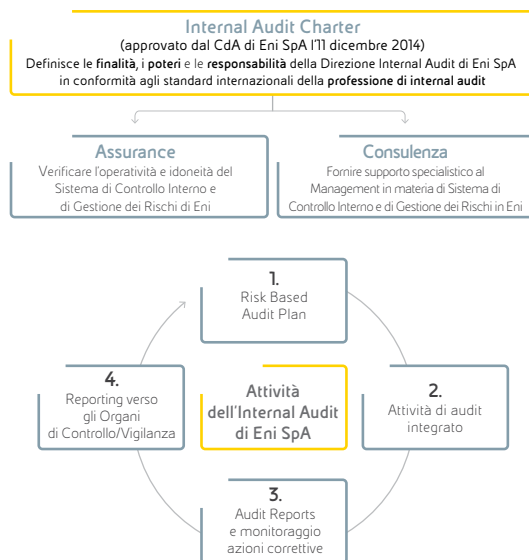 Internal Audit Charter
(approvato dal CdA di Eni SpA l'11 dicembre 2014)
Definisce le finalità, i poteri e le responsabilità della Direzione Internal Audit di Eni SpA
in conformità agli standard internazionali della professione di internal audit
Assurance
Verificare l'operatività e idoneità del
Sistema di Controllo Interno e
di Gestione dei Rischi di Eni
Consulenza
Fornire supporto specialistico al
Management in materia di Sistema di
Controllo Interno e di Gestione dei Rischi in Eni
1.
Risk Based
Audit Plan
4.
Reporting verso
gli Organi
di Controllo/Vigilanza
Attività
dell'Internal Audit
di Eni SpA
2.
Attività di audit
integrato
3.
Audit Reports
e monitoraggio
azioni correttive